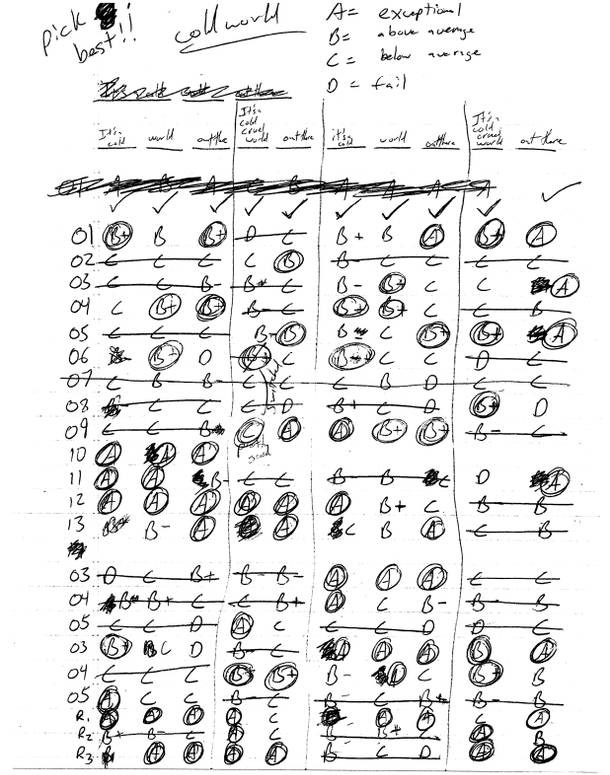 pick best!!
cold world
A = exceptional
B = above average
C = below average
D = fail
It's cold world out there It's cold cruel world out there it's cold world out there It's cold cruel world out there
✓ ✓ ✓ ✓ ✓ ✓ ✓ ✓ ✓ ✓
01 B+ B B+ D C B+ B A B+ A
02 C C C C B B- C C C C
03 C C B- B C B- B+ C C A
04 C B+ B+ B- C B+ B+ C C B
05 C C C B- B B C B+ B+ A
06 B+ D B+ C B C C D C
07 C B B- C C C B D C C
08 C C C D B+ C D B+ D
09 C C B C A A B+ B+ B- C
10 A A A
11 A A B- C C B B C D A
12 A A A A A A B+ C B B
13 B- A A C B A C B
03 D C B+ B- B- A A A C C
04 B B+ C C B+ A C B- B- B
05 C C D A C C C D D C
03 B+ C D B- C A A A B A
04 C C C B+ B+ B- D C B+ B
05 A C C B C C C B+ B B
R1 A A A A C A A C A
R2 B+ B- C A C B B+ C A B
R3 A A A A B C D A A